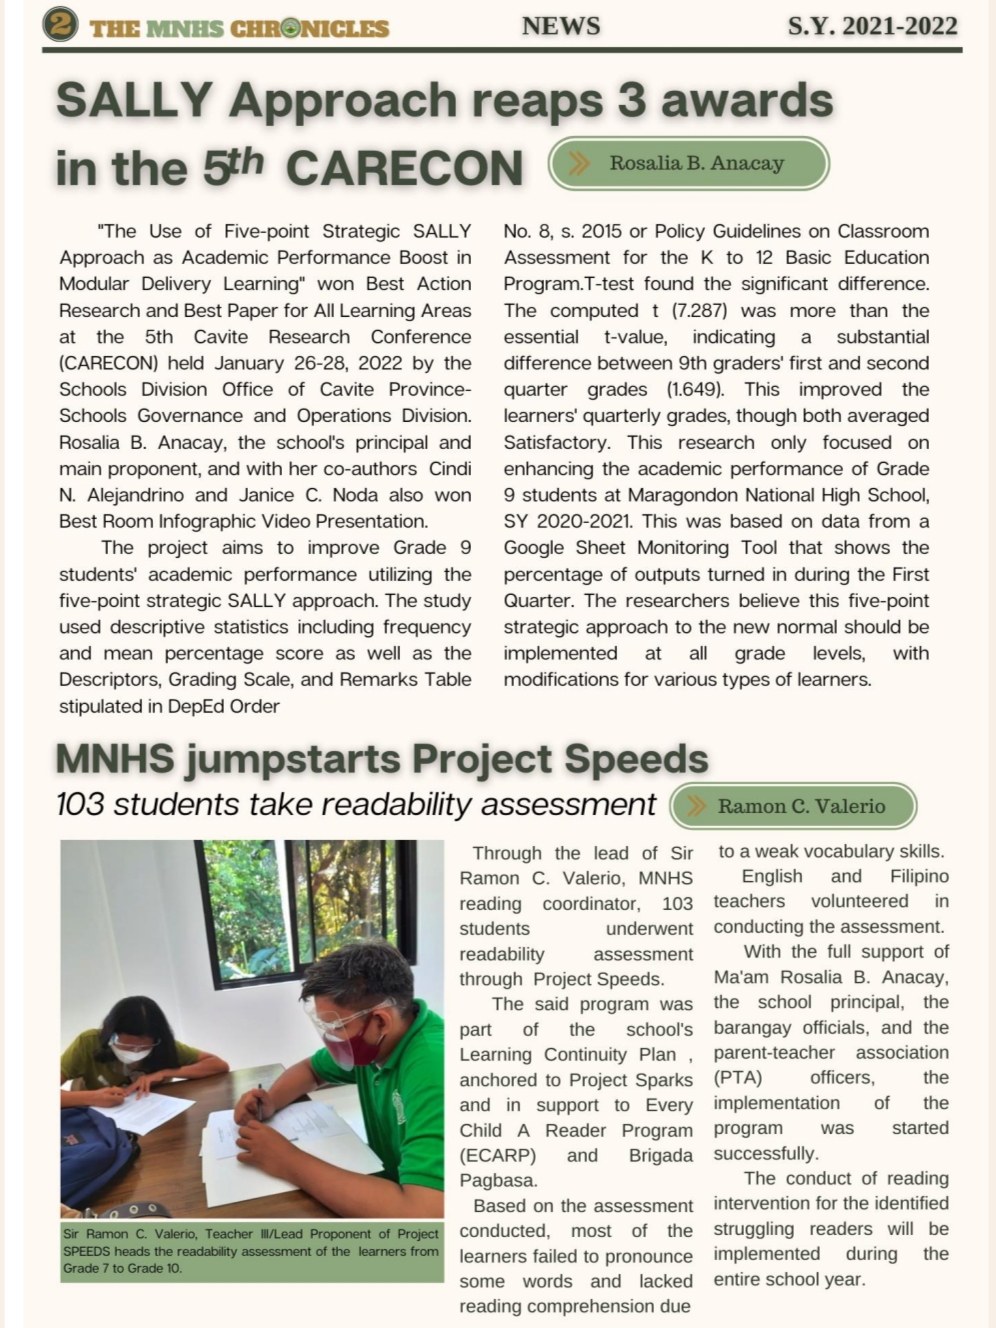 2 THE MNHS CHRONICLES
NEWS
S.Y. 2021-2022
SALLY Approach reaps 3 awards
in the 5th CARECON
Rosalia B. Anacay
"The Use of Five-point Strategic SALLY
Approach as Academic Performance Boost in
Modular Delivery Learning" won Best Action
Research and Best Paper for All Learning Areas
at the 5th Cavite Research Conference
(CARECON) held January 26-28, 2022 by the
Schools Division Office of Cavite Province-
Schools Governance and Operations Division.
Rosalia B. Anacay, the school's principal and
main proponent, and with her co-authors Cindi
N. Alejandrino and Janice C. Noda also won
Best Room Infographic Video Presentation.
The project aims to improve Grade 9
students' academic performance utilizing the
five-point strategic SALLY approach. The study
used descriptive statistics including frequency
and mean percentage score as well as the
Descriptors, Grading Scale, and Remarks Table
stipulated in DepEd Order
No. 8, s. 2015 or Policy Guidelines on Classroom
Assessment for the K to 12 Basic Education
Program.T-test found the significant difference.
The computed t (7.287) was more than the
essential t-value, indicating a substantial
difference between 9th graders' first and second
quarter grades (1.649). This improved the
learners' quarterly grades, though both averaged
Satisfactory. This research only focused on
enhancing the academic performance of Grade
9 students at Maragondon National High School,
SY 2020-2021. This was based on data from a
Google Sheet Monitoring Tool that shows the
percentage of outputs turned in during the First
Quarter. The researchers believe this five-point
strategic approach to the new normal should be
implemented at all grade levels, with
modifications for various types of learners.
MNHS jumpstarts Project Speeds
103 students take readability assessment
Ramon C. Valerio
Sir Ramon C. Valerio, Teacher III/Lead Proponent of Project
SPEEDS heads the readability assessment of the learners from
Grade 7 to Grade 10.
Through the lead of Sir
Ramon C. Valerio, MNHS
reading coordinator, 103
students underwent
readability assessment
through Project Speeds.
The said program was
part of the school's
Learning Continuity Plan ,
anchored to Project Sparks
and in support to Every
Child A Reader Program
(ECARP) and Brigada
Pagbasa.
Based on the assessment
conducted, most of the
learners failed to pronounce
some words and lacked
reading comprehension due
to a weak vocabulary skills.
English and Filipino
teachers volunteered in
conducting the assessment.
With the full support of
Ma'am Rosalia B. Anacay,
the school principal, the
barangay officials, and the
parent-teacher association
(PTA) officers, the
implementation of the
program was started
successfully.
The conduct of reading
intervention for the identified
struggling readers will be
implemented during the
entire school year.